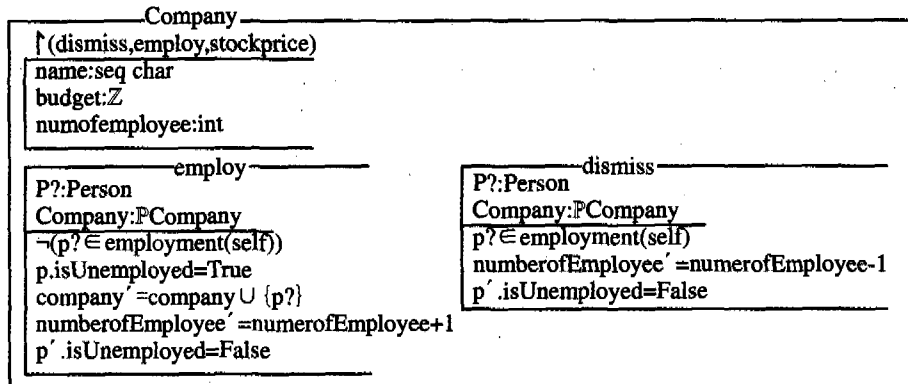 Company
↾(dismiss,employ,stockprice)
name:seq char
budget:ℤ
numofemployee:int
employ
P?:Person
Company:ℙCompany
¬(p?∈employment(self))
p.isUnemployed=True
company′=company∪{p?}
numberofEmployee′=numerofEmployee+1
p′.isUnemployed=False
dismiss
P?:Person
Company:ℙCompany
p?∈employment(self)
numberofEmployee′=numerofEmployee-1
p′.isUnemployed=False